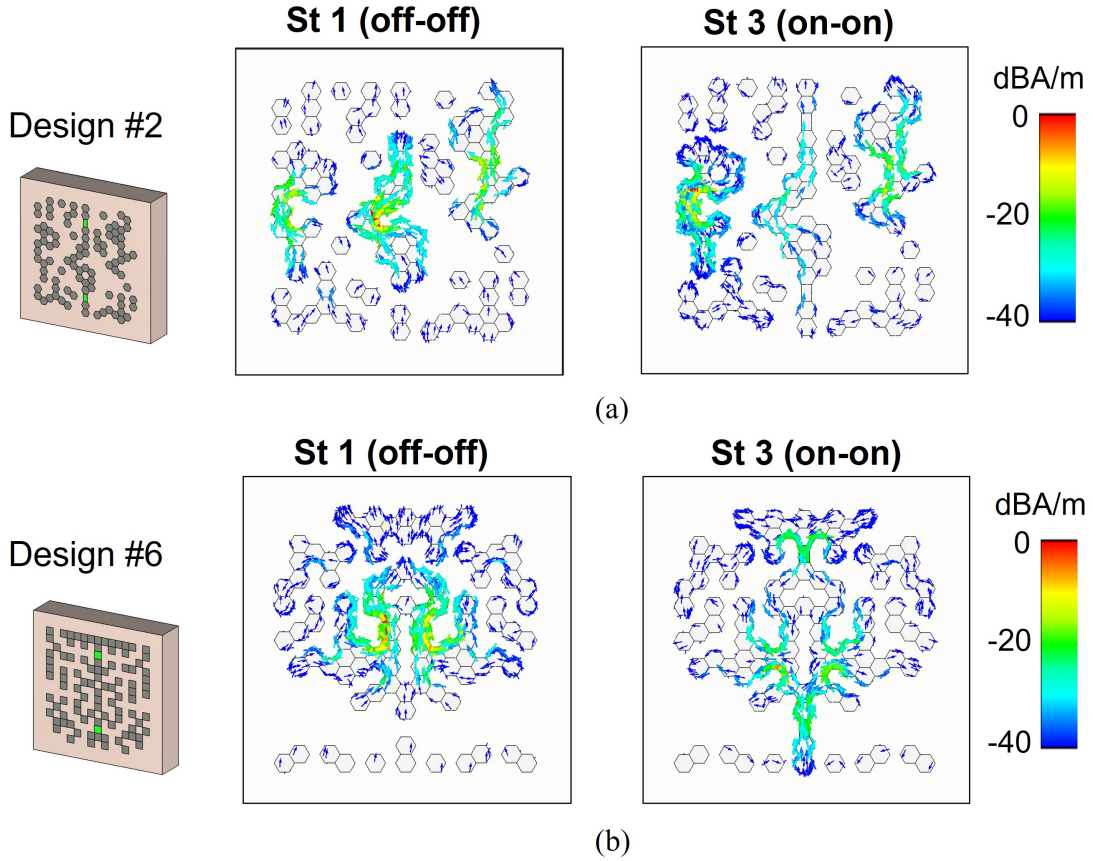 St 1 (off-off)
St 3 (on-on)
dBA/m
0
-20
-40
Design #2
(a)
St 1 (off-off)
St 3 (on-on)
dBA/m
0
-20
-40
Design #6
(b)